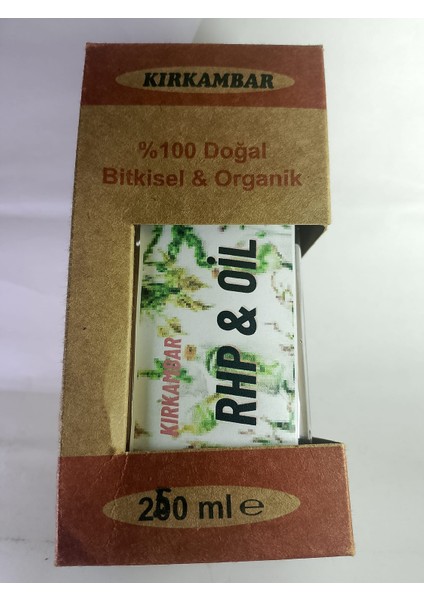 KIRKAMBAR
%100 Doğal
Bitkisel & Organik
KIRKAMBAR
RHP & OİL
250 ml e